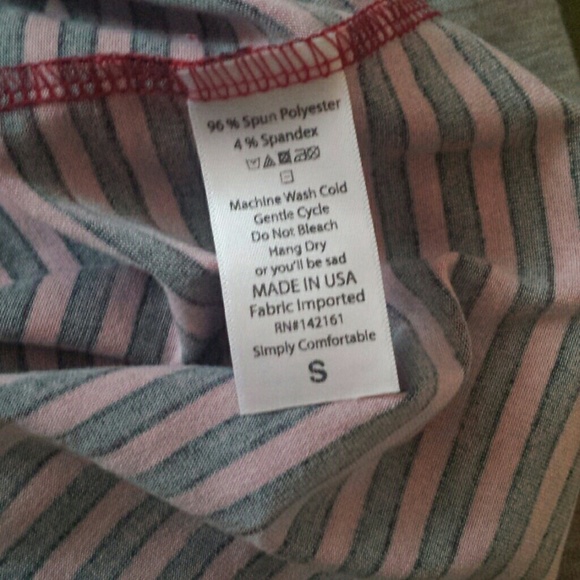 96 % Spun Polyester
4 % Spandex
Machine Wash Cold
Gentle Cycle
Do Not Bleach
Hang Dry
or you'll be sad
MADE IN USA
Fabric Imported
RN#142161
Simply Comfortable
S